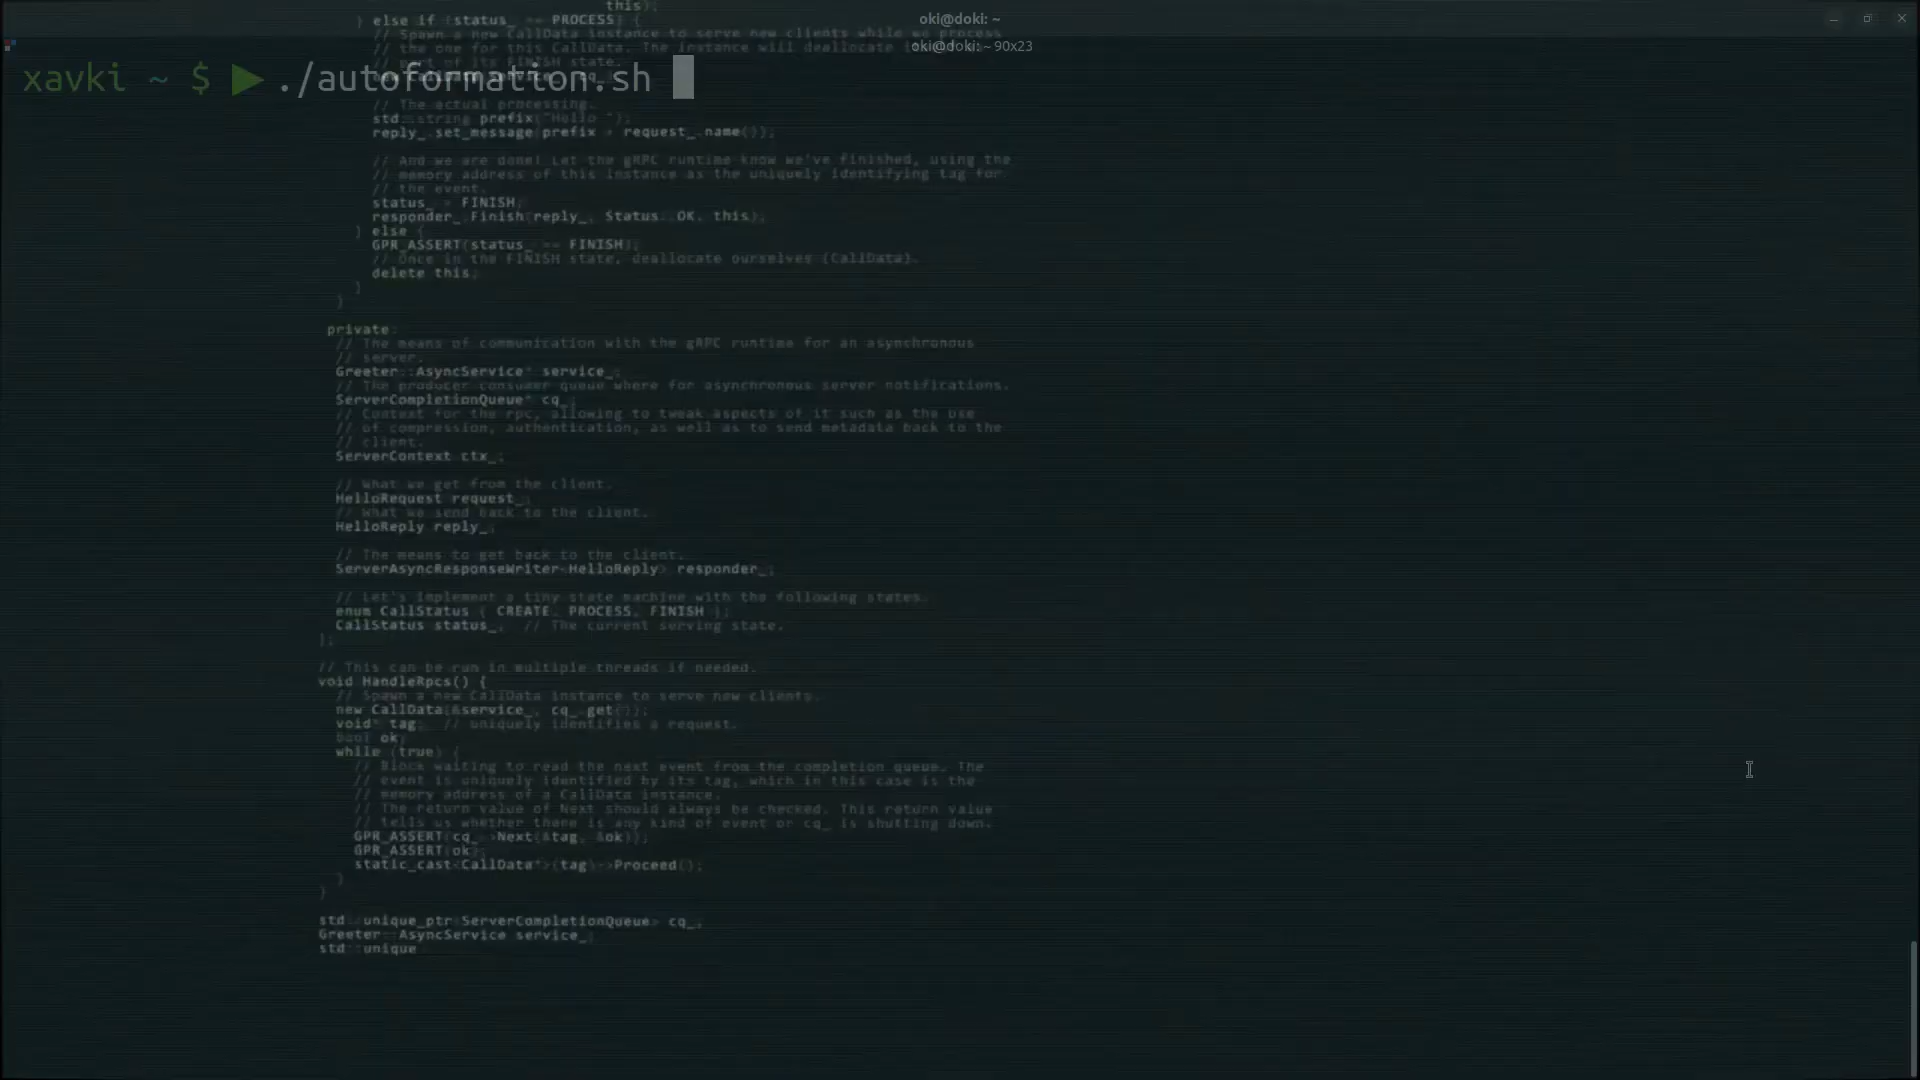 this);
} else if (status_ == PROCESS) {
oki@doki: ~
// Spawn a new CallData instance to serve new clients while we process
// the one for this CallData. The instance will deallocate
oki@doki: ~ 90x23
// part of its FINISH state.
xavki ~ $ ▶ ./autoformation.sh
// The actual processing.
std::string prefix("Hello ");
reply_.set_message(prefix + request_.name());
// And we are done! Let the gRPC runtime know we've finished, using the
// memory address of this instance as the uniquely identifying tag for
// the event.
status_ = FINISH;
responder_.Finish(reply_, Status::OK, this);
} else {
GPR_ASSERT(status_ == FINISH);
// Once in the FINISH state, deallocate ourselves (CallData).
delete this;
}
}
private:
// The means of communication with the gRPC runtime for an asynchronous
// server.
Greeter::AsyncService* service_;
// The producer-consumer queue where for asynchronous server notifications.
ServerCompletionQueue* cq_;
// Context for the rpc, allowing to tweak aspects of it such as the use
// of compression, authentication, as well as to send metadata back to the
// client.
ServerContext ctx_;
// What we get from the client.
HelloRequest request_;
// What we send back to the client.
HelloReply reply_;
// The means to get back to the client.
ServerAsyncResponseWriter<HelloReply> responder_;
// Let's implement a tiny state machine with the following states.
enum CallStatus { CREATE, PROCESS, FINISH };
CallStatus status_;  // The current serving state.
};
// This can be run in multiple threads if needed.
void HandleRpcs() {
// Spawn a new CallData instance to serve new clients.
new CallData(&service_, cq_.get());
void* tag;  // uniquely identifies a request.
bool ok;
while (true) {
// Block waiting to read the next event from the completion queue. The
// event is uniquely identified by its tag, which in this case is the
// memory address of a CallData instance.
// The return value of Next should always be checked. This return value
// tells us whether there is any kind of event or cq_ is shutting down.
GPR_ASSERT(cq_->Next(&tag, &ok));
GPR_ASSERT(ok);
static_cast<CallData*>(tag)->Proceed();
}
}
std::unique_ptr<ServerCompletionQueue> cq_;
Greeter::AsyncService service_;
std::unique